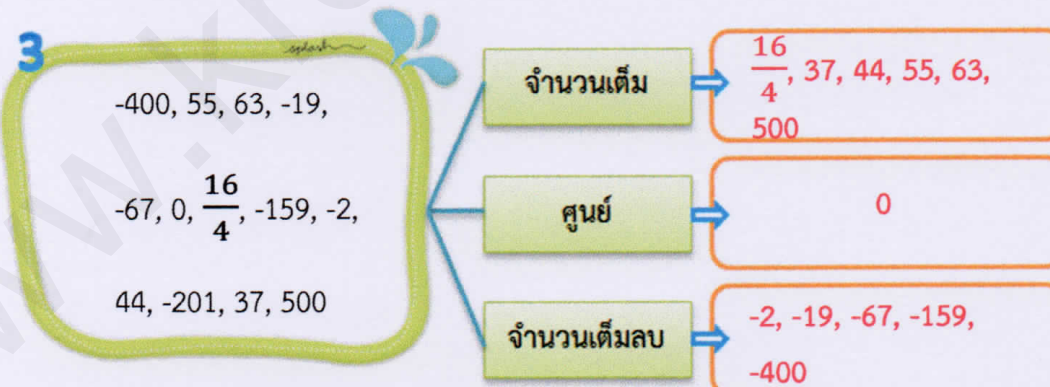 3
splash
-400, 55, 63, -19,
-67, 0, 16/4, -159, -2,
44, -201, 37, 500
จำนวนเต็ม
16/4, 37, 44, 55, 63,
500
ศูนย์
0
จำนวนเต็มลบ
-2, -19, -67, -159,
-400